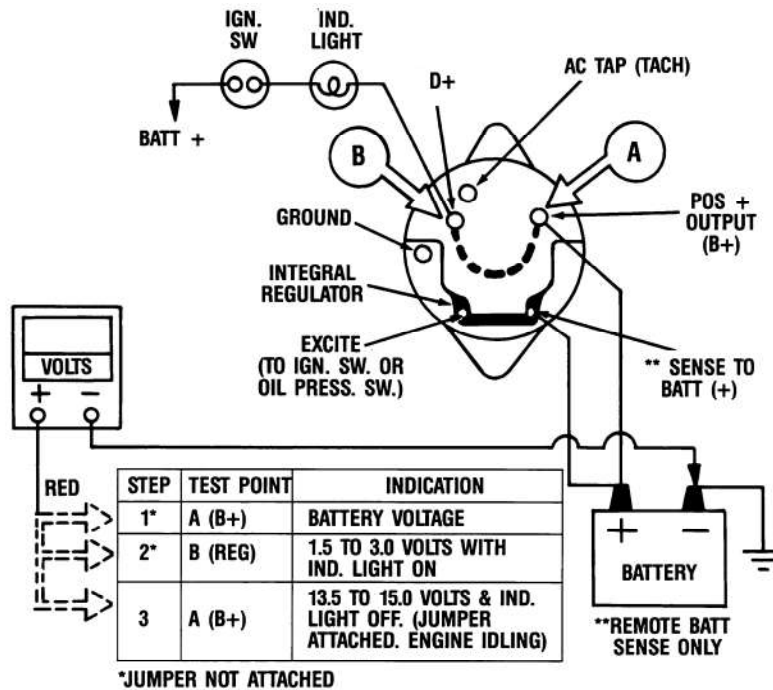 IGN.
SW
IND.
LIGHT
AC TAP (TACH)
D+
BATT +
B
A
GROUND
POS +
OUTPUT
(B+)
INTEGRAL
REGULATOR
EXCITE
(TO IGN. SW. OR
OIL PRESS. SW.)
** SENSE TO
BATT (+)
VOLTS
+ −
RED
STEP TEST POINT INDICATION
1* A (B+) BATTERY VOLTAGE
2* B (REG) 1.5 TO 3.0 VOLTS WITH
IND. LIGHT ON
3 A (B+) 13.5 TO 15.0 VOLTS & IND.
LIGHT OFF. (JUMPER
ATTACHED. ENGINE IDLING)
*JUMPER NOT ATTACHED
+ −
BATTERY
**REMOTE BATT
SENSE ONLY